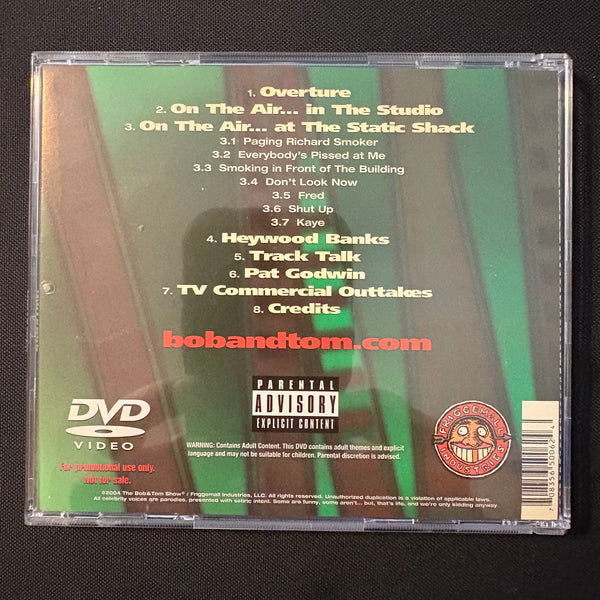 1. Overture
2. On The Air... in The Studio
3. On The Air... at The Static Shack
3.1 Paging Richard Smoker
3.2 Everybody's Pissed at Me
3.3 Smoking in Front of The Building
3.4 Don't Look Now
3.5 Fred
3.6 Shut Up
3.7 Kaye
4. Heywood Banks
5. Track Talk
6. Pat Godwin
7. TV Commercial Outtakes
8. Credits
bobandtom.com
PARENTAL
ADVISORY
EXPLICIT CONTENT
DVD
VIDEO
WARNING: Contains Adult Content. This DVD contains adult themes and explicit
language and may not be suitable for children. Parental discretion is advised.
For promotional use only.
Not for sale.
FRIGGEMALL
INDUSTRIES
©2004 The Bob&Tom Show® / Friggemall Industries, LLC. All rights reserved. Unauthorized duplication is a violation of applicable laws.
All celebrity voices are parodies, presented with satiric intent. Some are funny, some aren't... but, that's life, and we're only kidding anyway.